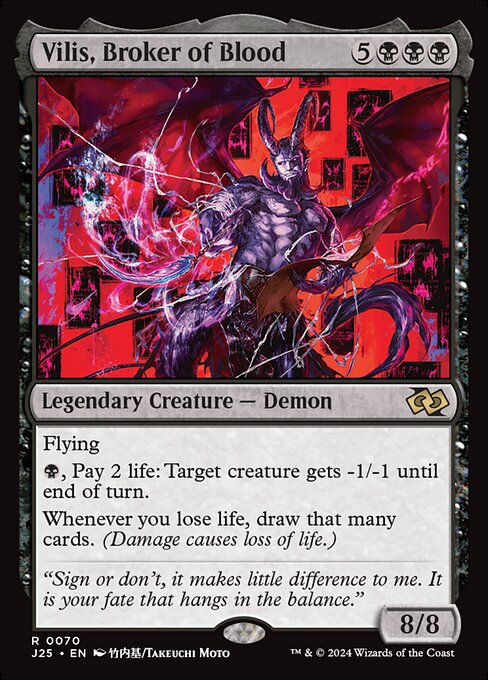 Vilis, Broker of Blood 5
Legendary Creature — Demon
Flying
, Pay 2 life: Target creature gets -1/-1 until
end of turn.
Whenever you lose life, draw that many
cards. (Damage causes loss of life.)
“Sign or don’t, it makes little difference to me. It
is your fate that hangs in the balance.”
8/8
R 0070
J25 • EN 竹内基/Takeuchi Moto
™ & © 2024 Wizards of the Coast